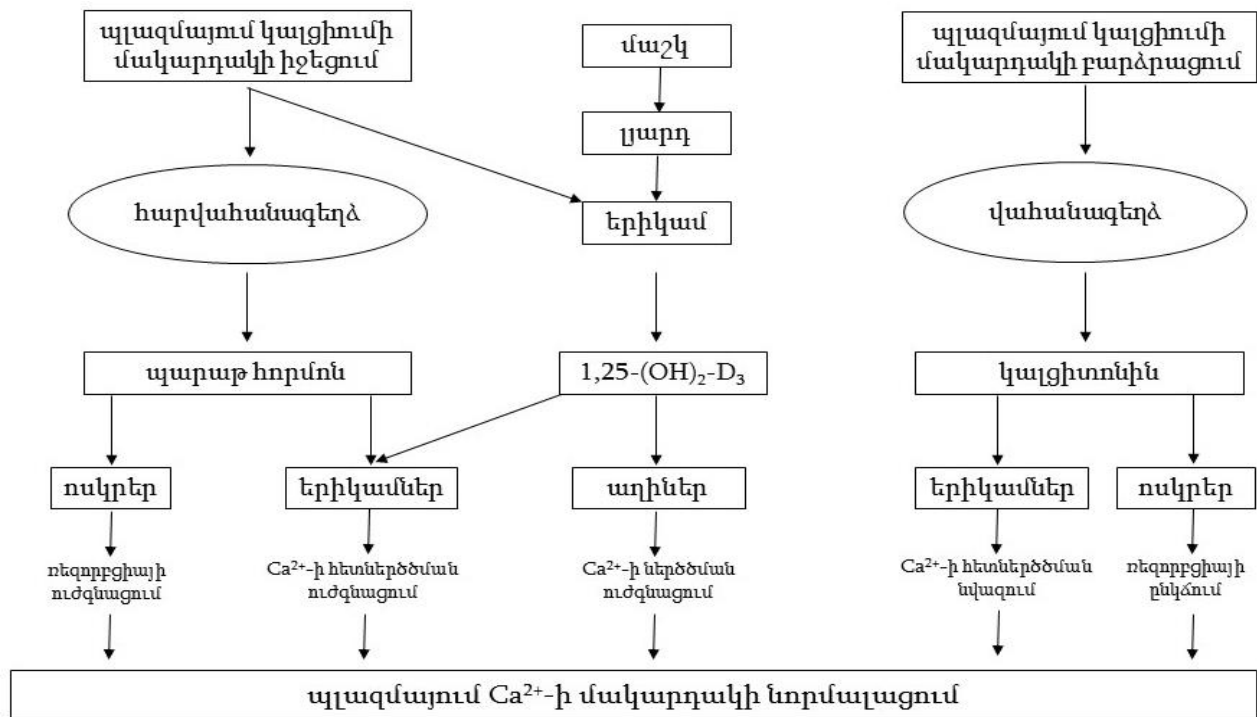 պլազմայում կալցիումի
մակարդակի իջեցում
մաշկ
պլազմայում կալցիումի
մակարդակի բարձրացում
լյարդ
հարվահանագեղձ
երիկամ
վահանագեղձ
պարաթ հորմոն
1,25-(OH)₂-D₃
կալցիտոնին
ոսկրեր
երիկամներ
աղիներ
երիկամներ
ոսկրեր
ռեզորբցիայի
ուժգնացում
Ca²⁺-ի հետներծծման
ուժգնացում
Ca²⁺-ի ներծծման
ուժգնացում
Ca²⁺-ի հետներծծման
նվազում
ռեզորբցիայի
ընկճում
պլազմայում Ca²⁺-ի մակարդակի նորմալացում